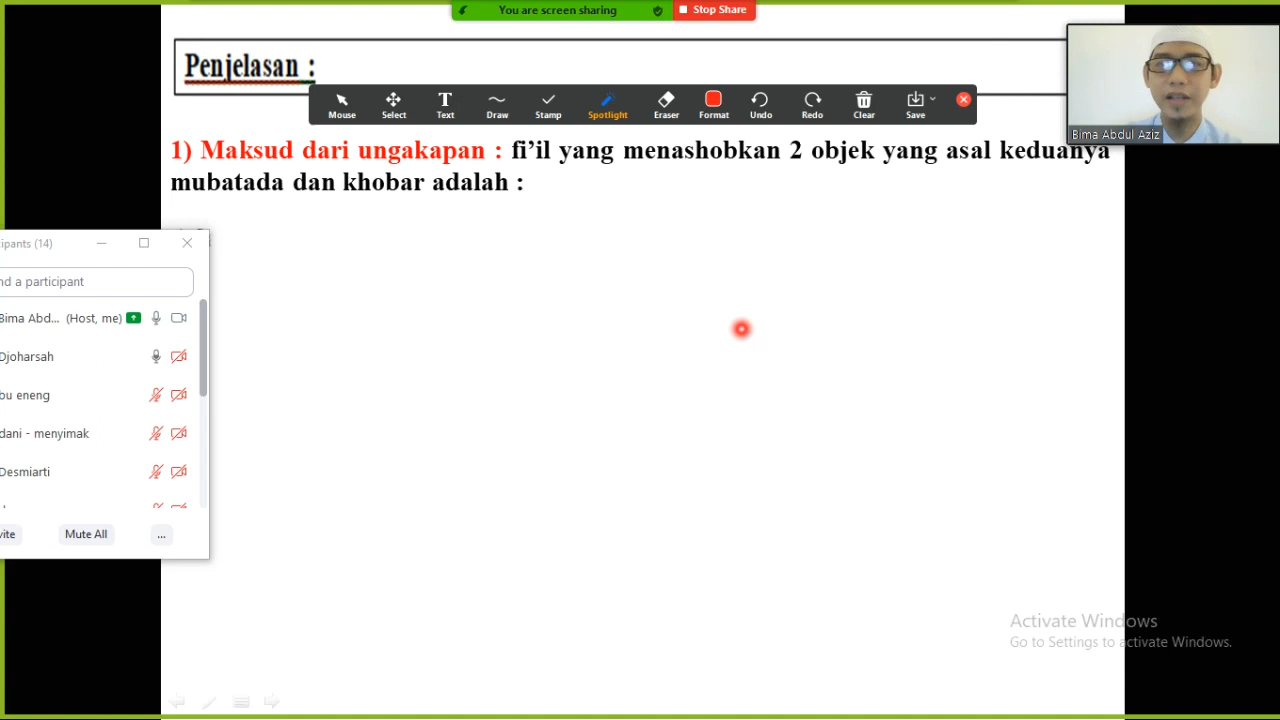 You are screen sharing
Stop Share
Penjelasan :
Mouse
Select
Text
Draw
Stamp
Spotlight
Eraser
Format
Undo
Redo
Clear
Save
Bima Abdul Aziz
1) Maksud dari ungakapan : fi’il yang menashobkan 2 objek yang asal keduanya
mubatada dan khobar adalah :
cipants (14)
nd a participant
Bima Abd... (Host, me)
Djoharsah
bu eneng
dani - menyimak
Desmiarti
vite
Mute All
...
Activate Windows
Go to Settings to activate Windows.